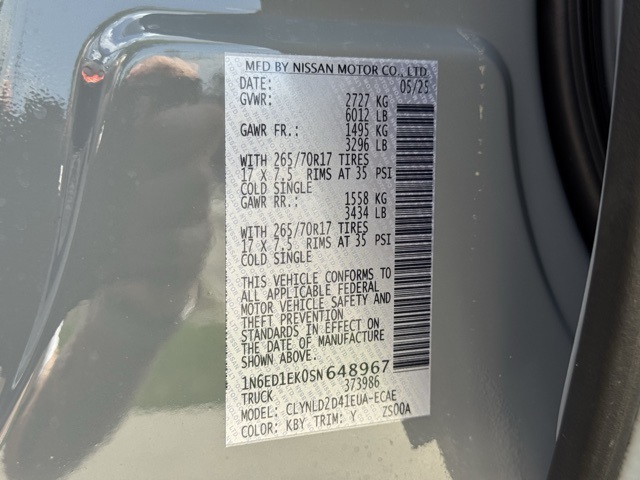 MFD BY NISSAN MOTOR CO., LTD
DATE: 05/25
GVWR: 2727 KG
6012 LB
GAWR FR.: 1495 KG
3296 LB
WITH 265/70R17 TIRES
17 X 7.5 RIMS AT 35 PSI
COLD SINGLE
GAWR RR.: 1558 KG
3434 LB
WITH 265/70R17 TIRES
17 X 7.5 RIMS AT 35 PSI
COLD SINGLE
THIS VEHICLE CONFORMS TO
ALL APPLICABLE FEDERAL
MOTOR VEHICLE SAFETY AND
THEFT PREVENTION
STANDARDS IN EFFECT ON
THE DATE OF MANUFACTURE
SHOWN ABOVE.
1N6ED1EK0SN648967
TRUCK 373986
MODEL: CLYNLD2D41EUA-ECAE
COLOR: KBY TRIM: Y ZS00A